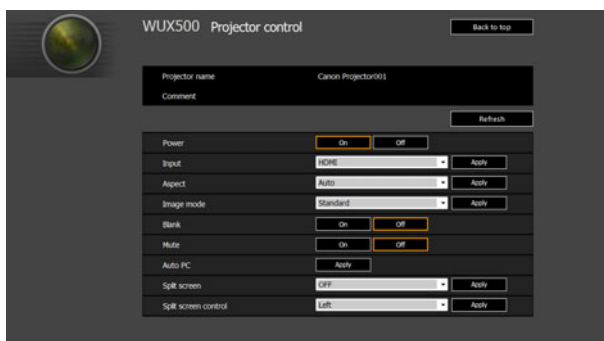 WUX500 Projector control Back to top
Projector name Canon Projector001
Comment
Refresh
Power On Off
Input HDMI Apply
Aspect Auto Apply
Image mode Standard Apply
Blank On Off
Mute On Off
Auto PC Apply
Split screen OFF Apply
Split screen control Left Apply